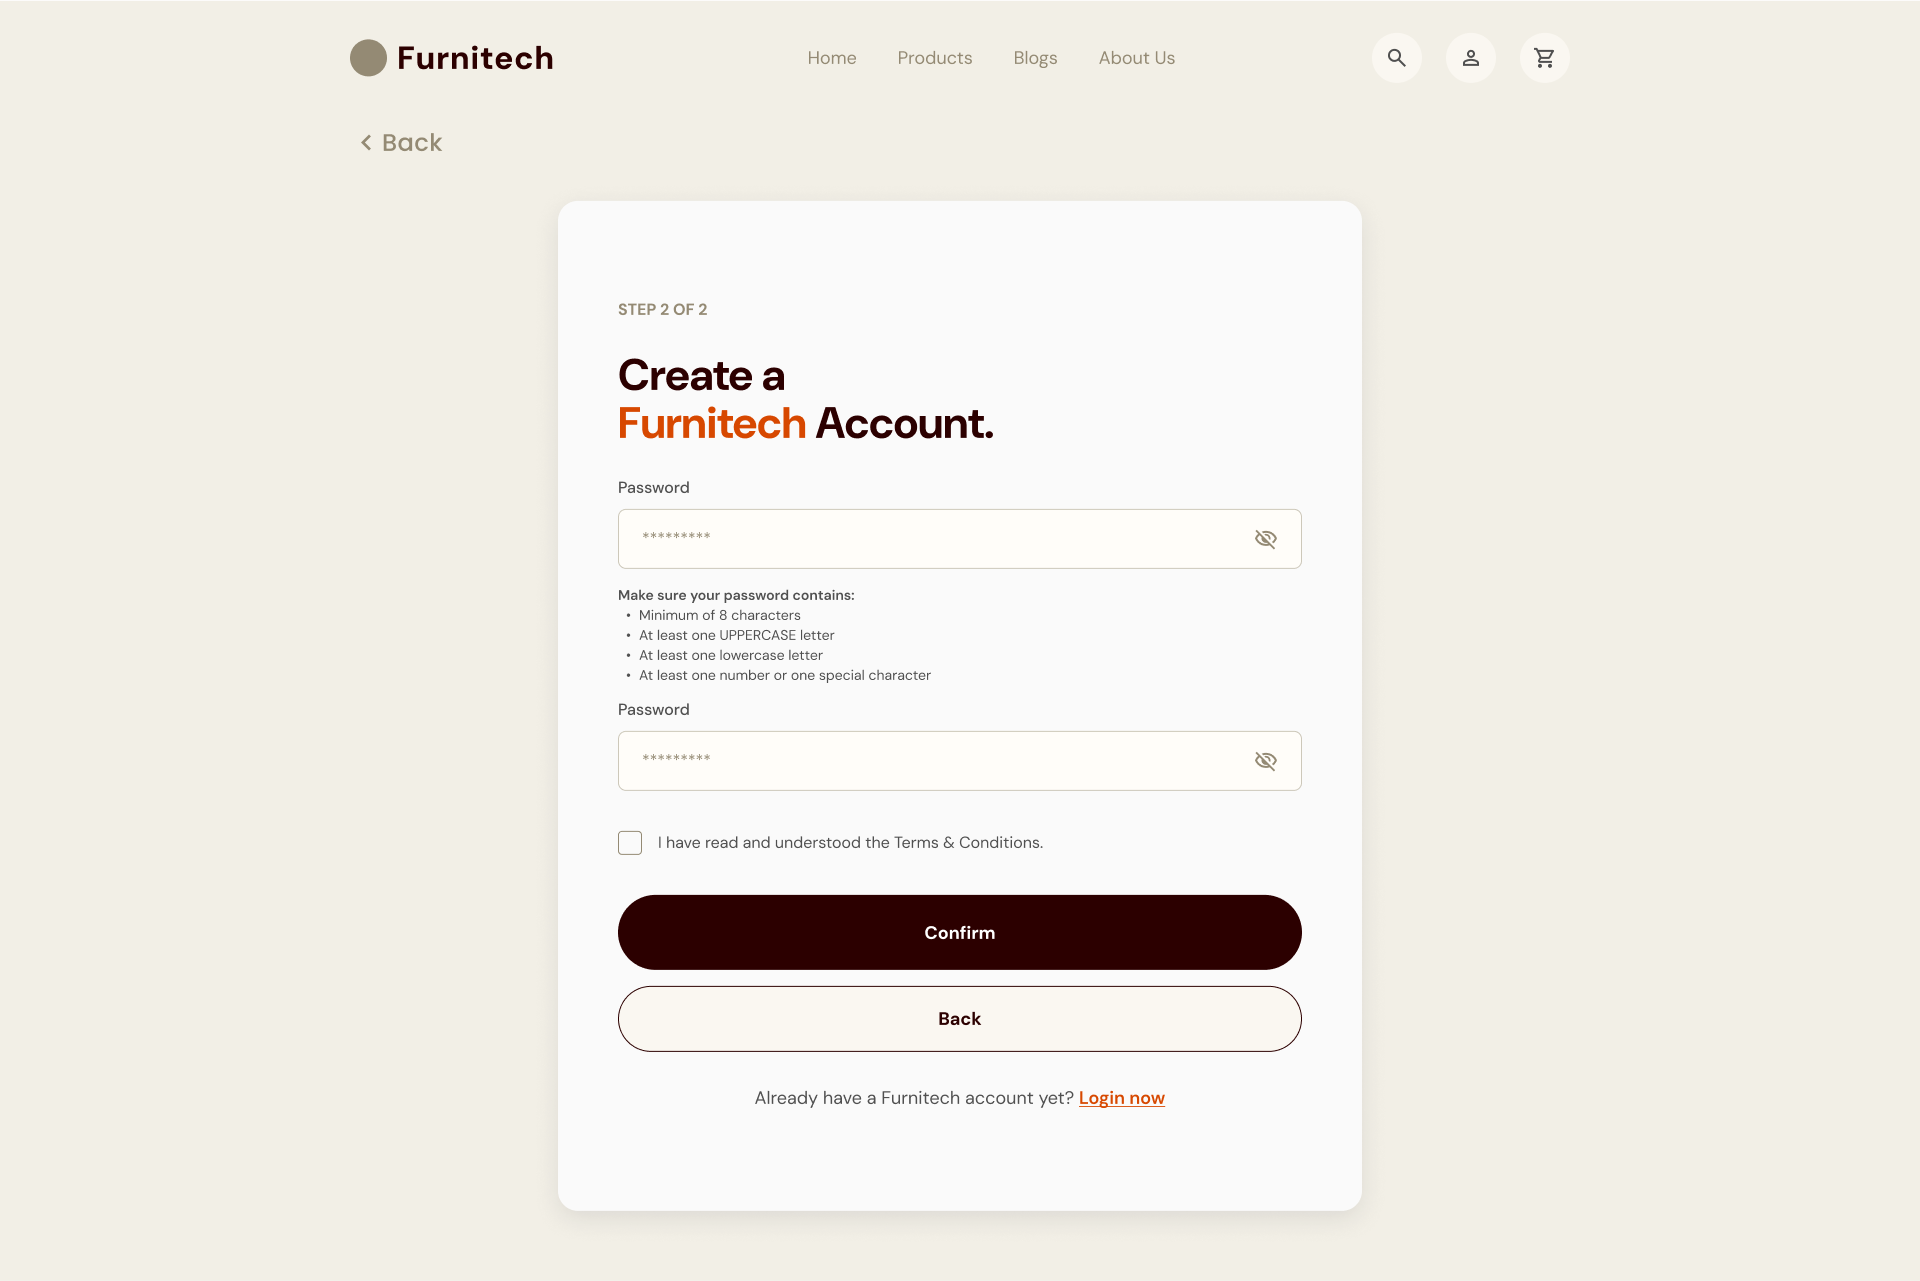 Furnitech
Home Products Blogs About Us
Back
STEP 2 OF 2
Create a
Furnitech Account.
Password
*********
Make sure your password contains:
• Minimum of 8 characters
• At least one UPPERCASE letter
• At least one lowercase letter
• At least one number or one special character
Password
*********
I have read and understood the Terms & Conditions.
Confirm
Back
Already have a Furnitech account yet? Login now